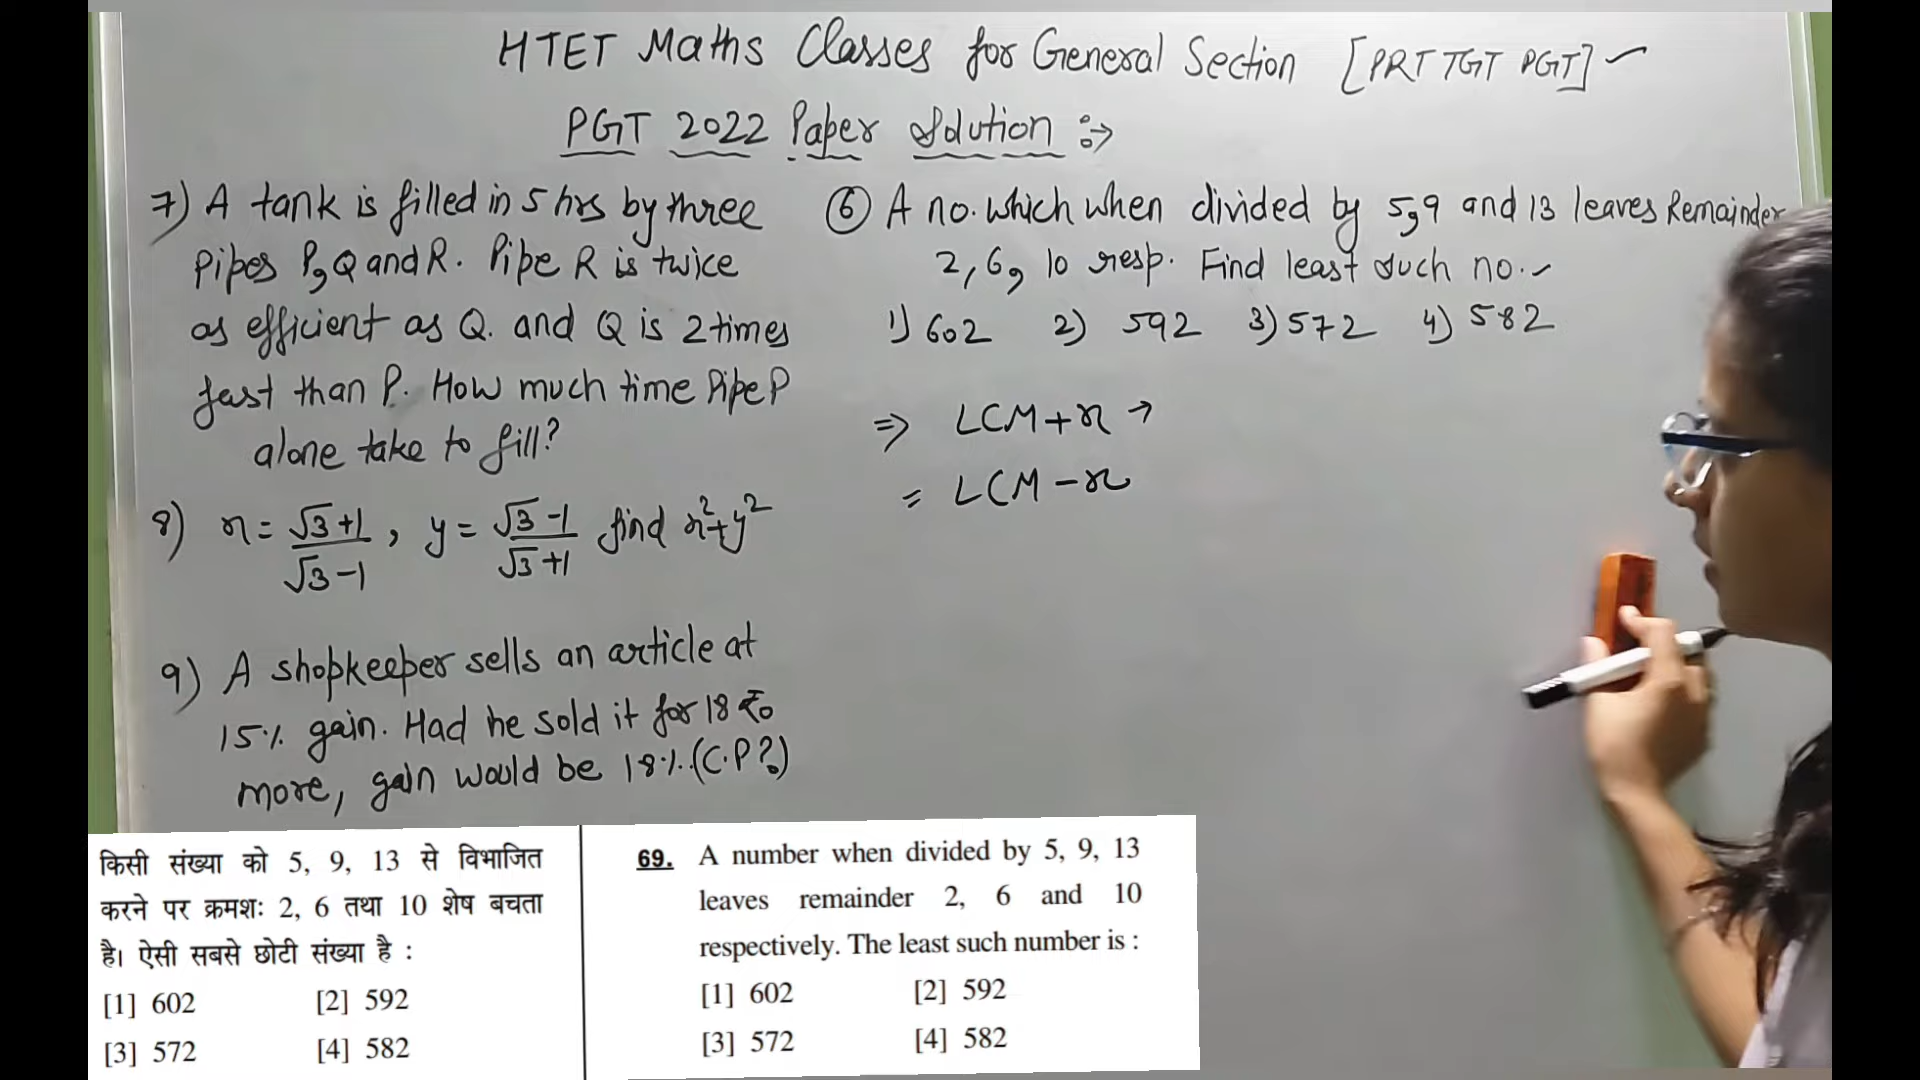 HTET Maths Classes for General Section [PRT TGT PGT]
PGT 2022 Paper Solution :->
7) A tank is filled in 5 hrs by three
Pipes P, Q and R. Pipe R is twice
as efficient as Q. and Q is 2 times
fast than P. How much time Pipe P
alone take to fill?
8) x = √3+1/√3-1, y = √3-1/√3+1 find x²+y²
9) A shopkeeper sells an article at
15% gain. Had he sold it for 18 ₹
more, gain would be 18%. (C.P?)
⑥ A no. which when divided by 5, 9 and 13 leaves Remainder
2, 6, 10 resp. Find least such no.
1) 602 2) 592 3) 572 4) 582
⇒ LCM + x →
= LCM - x
किसी संख्या को 5, 9, 13 से विभाजित
करने पर क्रमशः 2, 6 तथा 10 शेष बचता
है। ऐसी सबसे छोटी संख्या है :
[1] 602 [2] 592
[3] 572 [4] 582
69. A number when divided by 5, 9, 13
leaves remainder 2, 6 and 10
respectively. The least such number is :
[1] 602 [2] 592
[3] 572 [4] 582